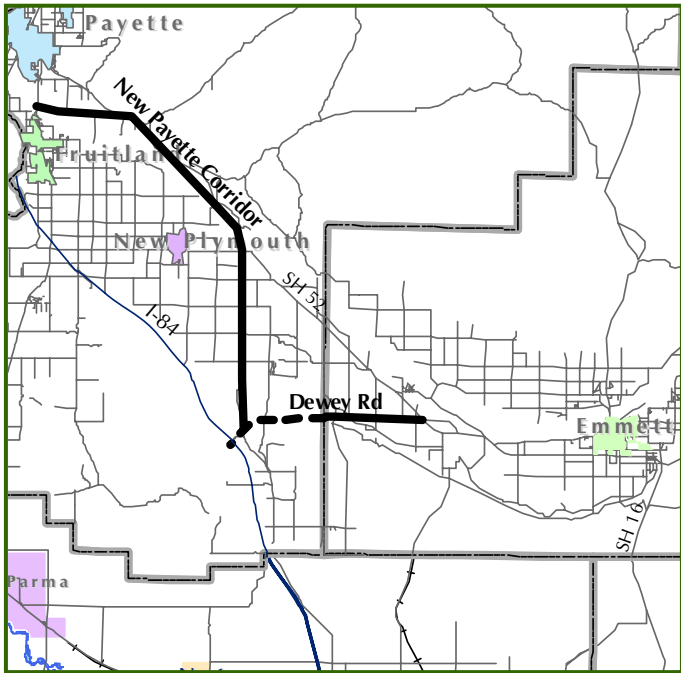 Payette
New Payette Corridor
Fruitland
New Plymouth
SH 52
I-84
Dewey Rd
Emmett
SH 16
Parma